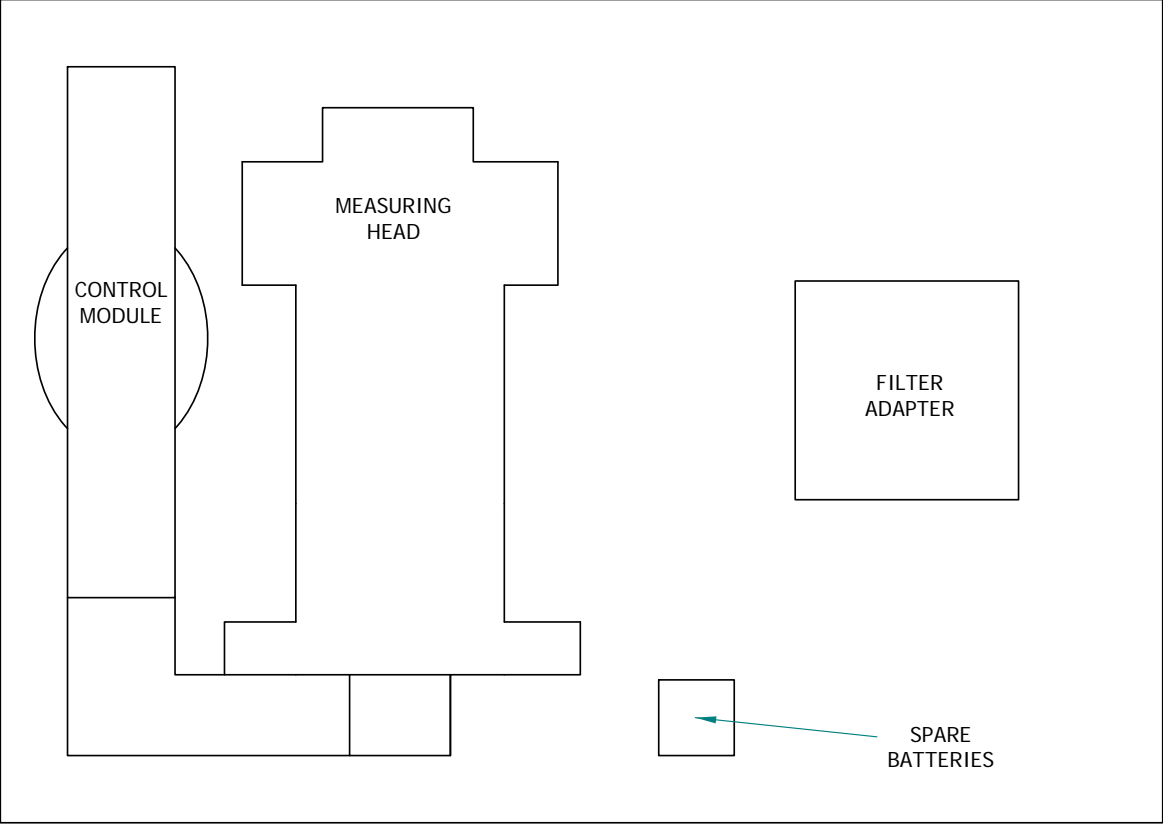 MEASURING
HEAD
CONTROL
MODULE
FILTER
ADAPTER
SPARE
BATTERIES